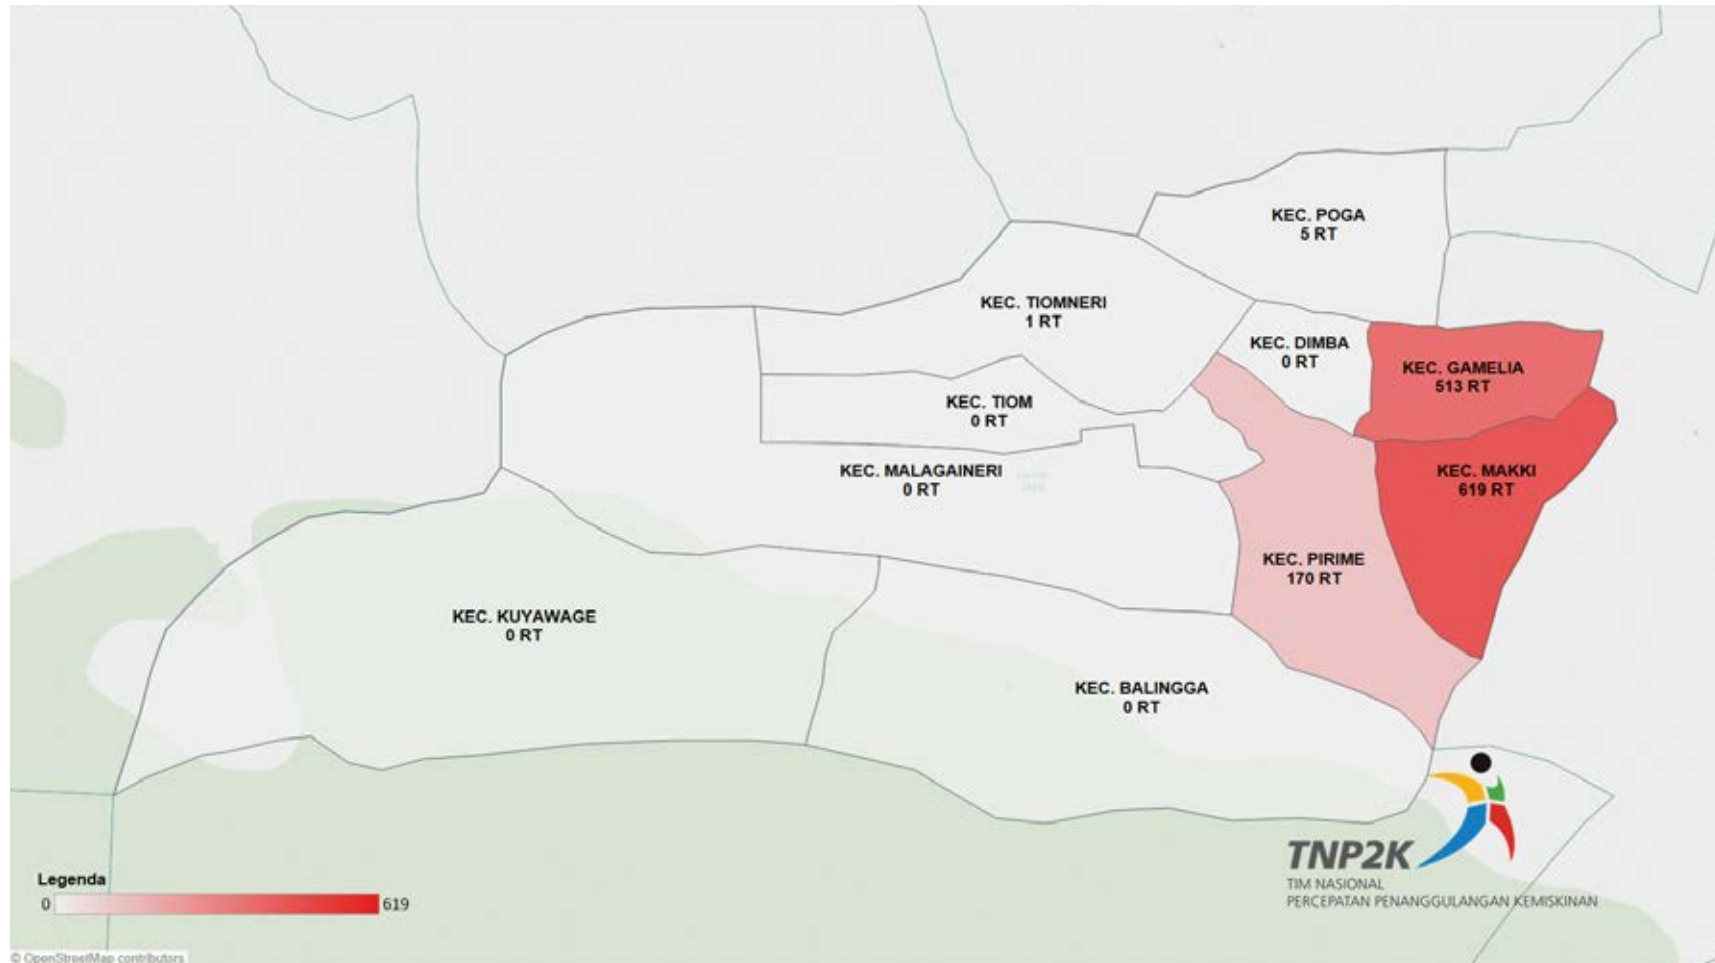 KEC. POGA
5 RT
KEC. TIOMNERI
1 RT
KEC. DIMBA
0 RT
KEC. GAMELIA
513 RT
KEC. TIOM
0 RT
KEC. MALAGAINERI
0 RT
KEC. MAKKI
619 RT
KEC. PIRIME
170 RT
KEC. KUYAWAGE
0 RT
KEC. BALINGGA
0 RT
TNP2K
TIM NASIONAL
PERCEPATAN PENANGGULANGAN KEMISKINAN
Legenda
0 619
© OpenStreetMap contributors